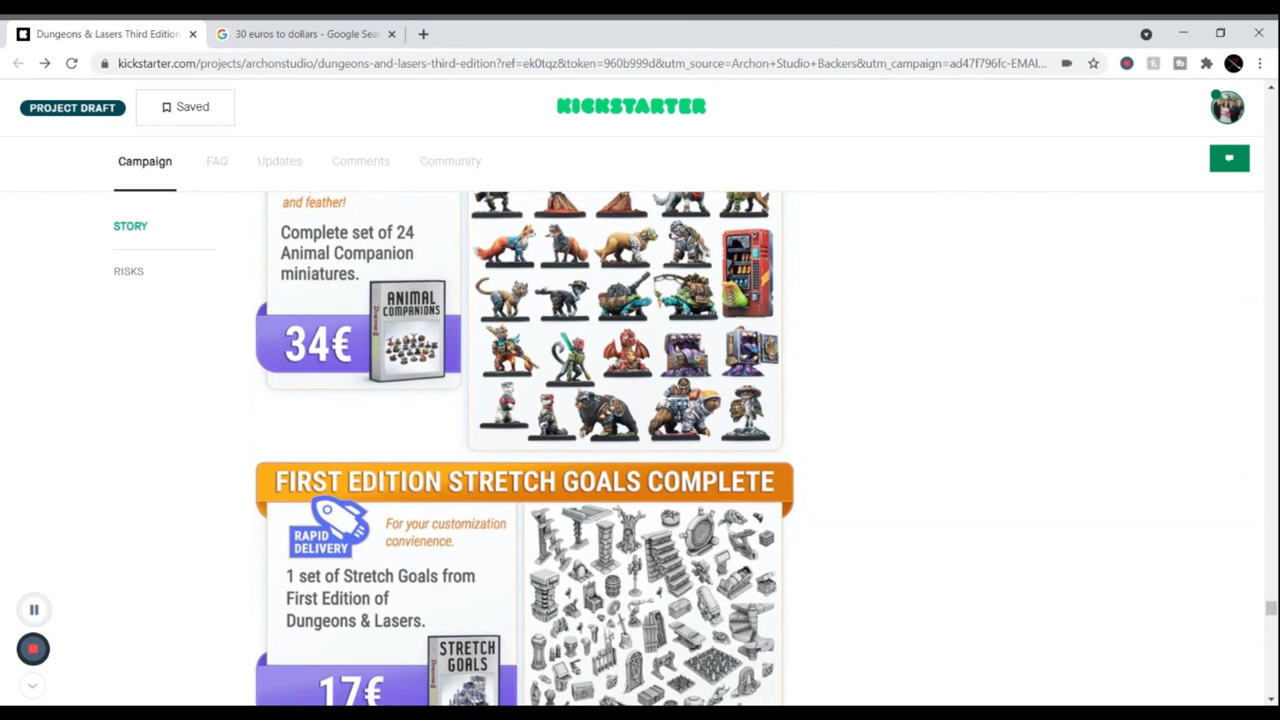 Dungeons & Lasers Third Edition
30 euros to dollars - Google Sea
kickstarter.com/projects/archonstudio/dungeons-and-lasers-third-edition?ref=ek0tqz&token=960b999d&utm_source=Archon+Studio+Backers&utm_campaign=ad47f796fc-EMAI...
PROJECT DRAFT
Saved
KICKSTARTER
Campaign
FAQ
Updates
Comments
Community
STORY
RISKS
and feather!
Complete set of 24
Animal Companion
miniatures.
34€
ANIMAL
COMPANIONS
FIRST EDITION STRETCH GOALS COMPLETE
RAPID
DELIVERY
For your customization
convienence.
1 set of Stretch Goals from
First Edition of
Dungeons & Lasers.
17€
STRETCH
GOALS